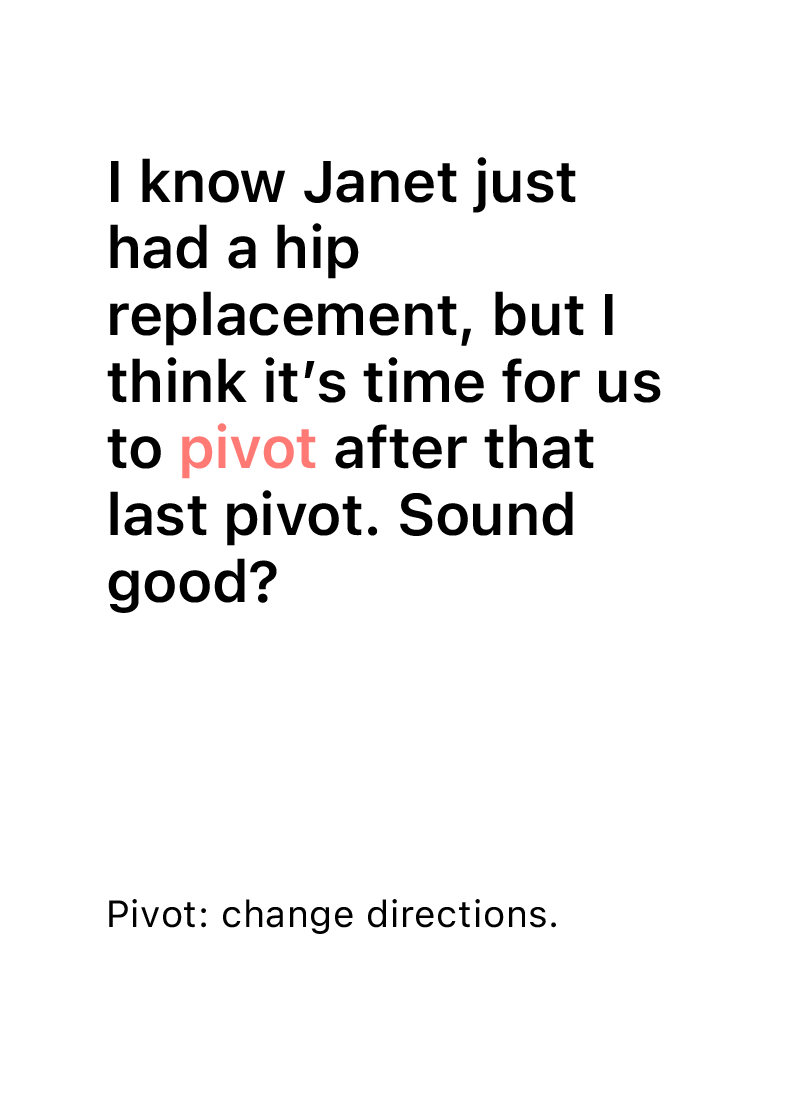 I know Janet just
had a hip
replacement, but I
think it’s time for us
to pivot after that
last pivot. Sound
good?
Pivot: change directions.